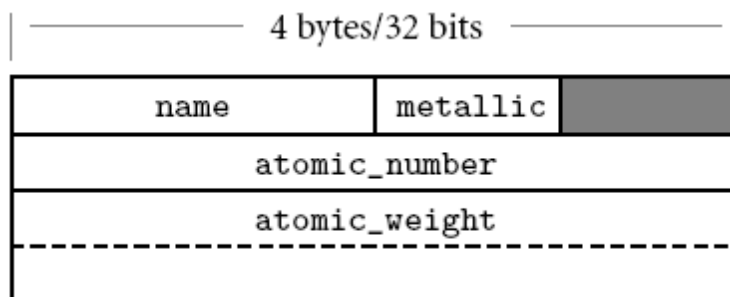 4 bytes/32 bits
name metallic
atomic_number
atomic_weight